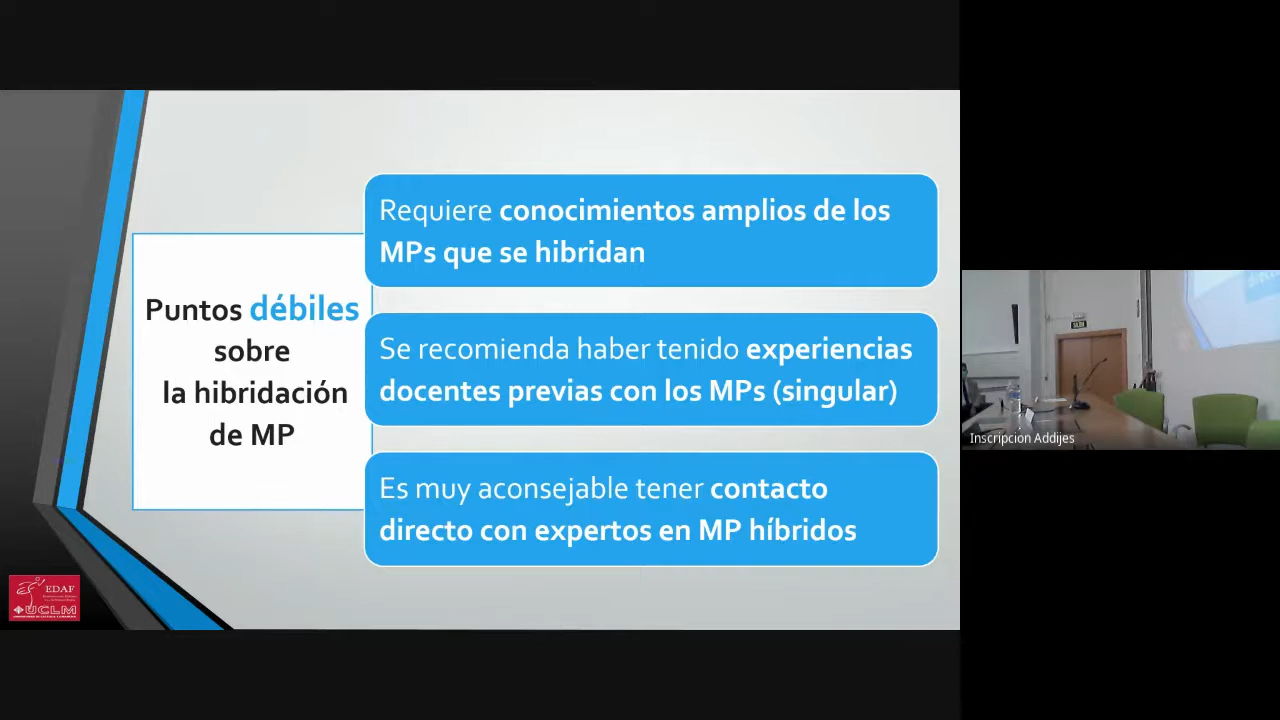 Puntos débiles
sobre
la hibridación
de MP
Requiere conocimientos amplios de los
MPs que se hibridan
Se recomienda haber tenido experiencias
docentes previas con los MPs (singular)
Es muy aconsejable tener contacto
directo con expertos en MP híbridos
EDAF
UCLM
Inscripcion Addijes